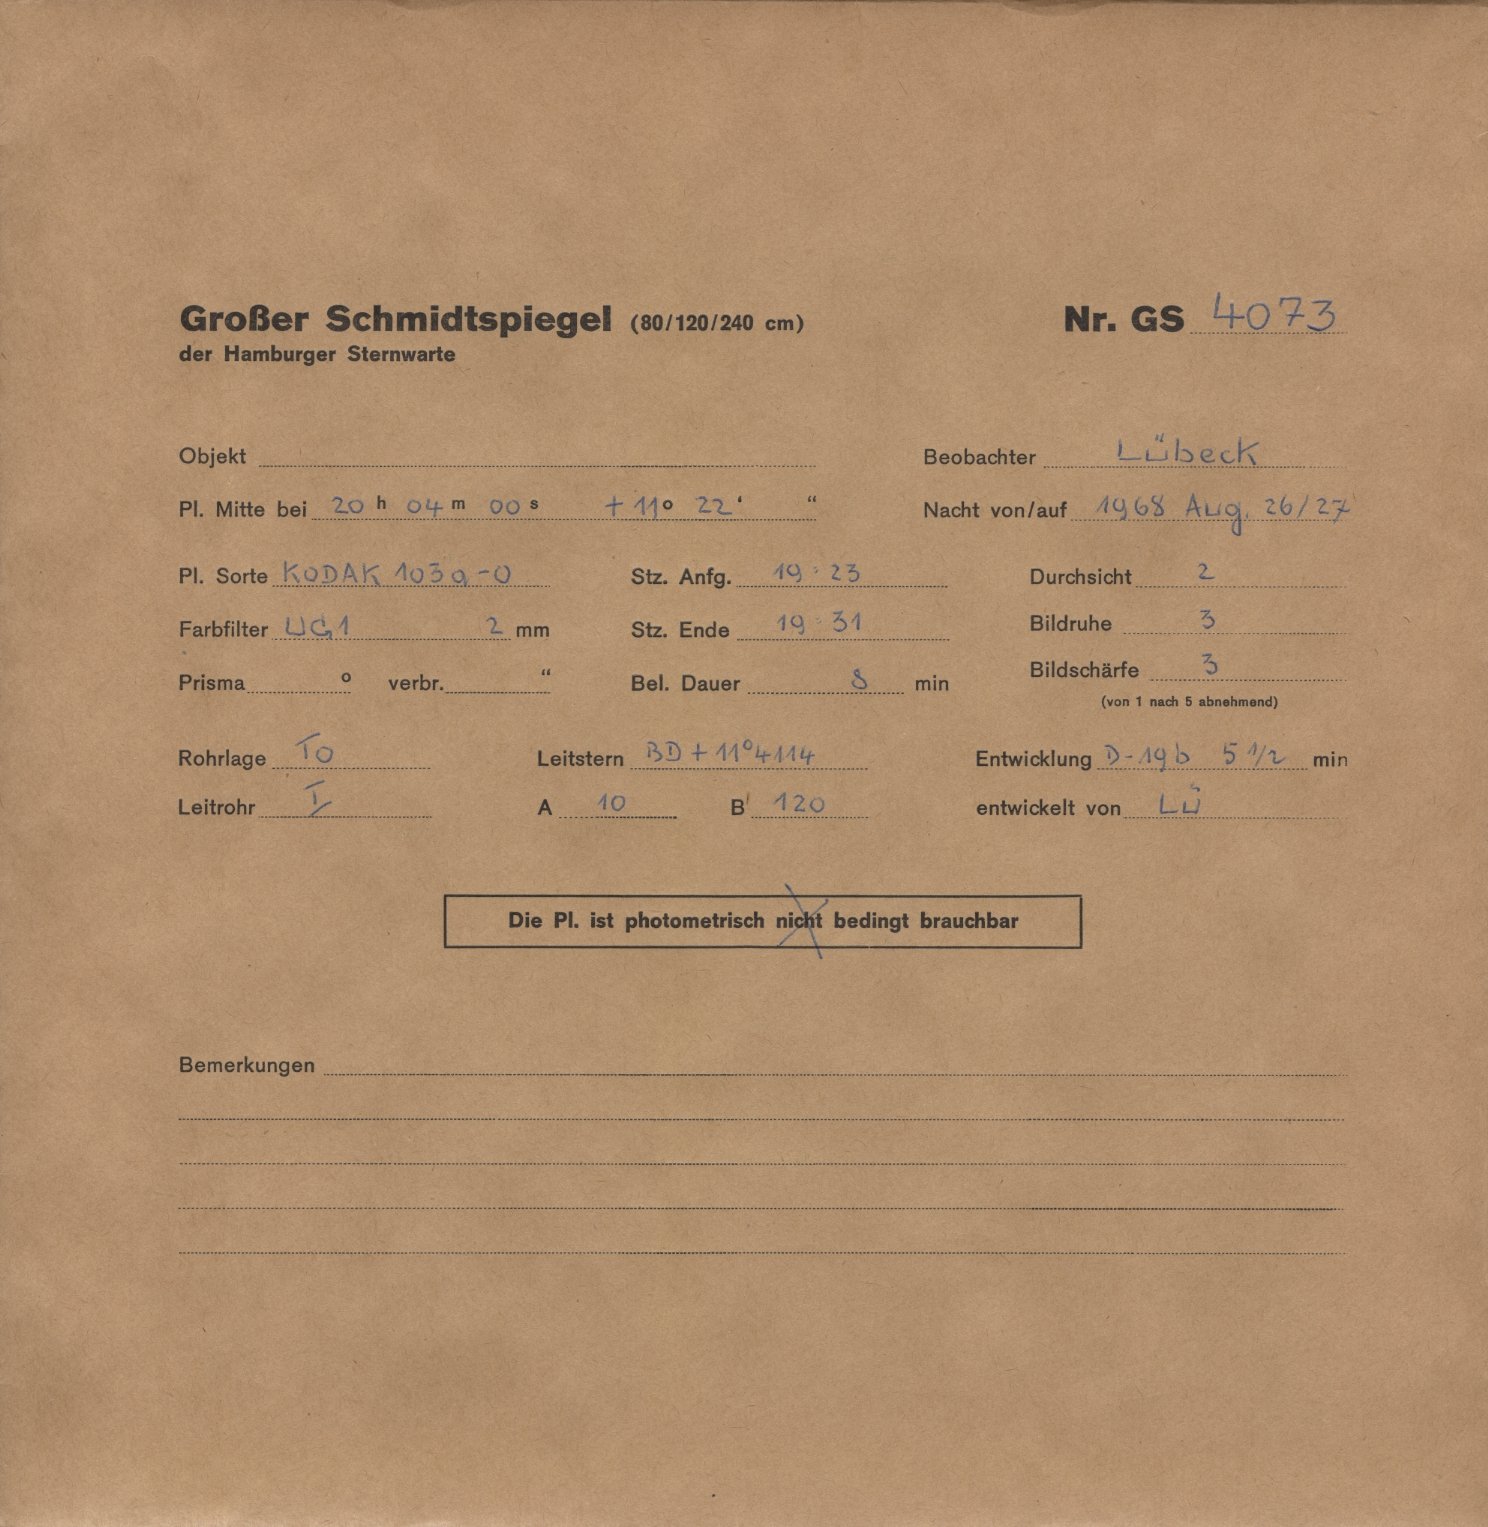 Großer Schmidtspiegel (80/120/240 cm) Nr. GS 4073
der Hamburger Sternwarte
Objekt Beobachter Lübeck
Pl. Mitte bei 20 h 04 m 00 s +11° 22' “ Nacht von/auf 1968 Aug. 26/27
Pl. Sorte KODAK 103a-O Stz. Anfg. 19:23 Durchsicht 2
Farbfilter UG1 2 mm Stz. Ende 19:31 Bildruhe 3
Prisma ° verbr. “ Bel. Dauer 8 min Bildschärfe 3
(von 1 nach 5 abnehmend)
Rohrlage TO Leitstern BD+11°4114 Entwicklung D-19b 5 1/2 min
Leitrohr I A 10 B 120 entwickelt von LÜ
Die Pl. ist photometrisch nicht bedingt brauchbar
Bemerkungen